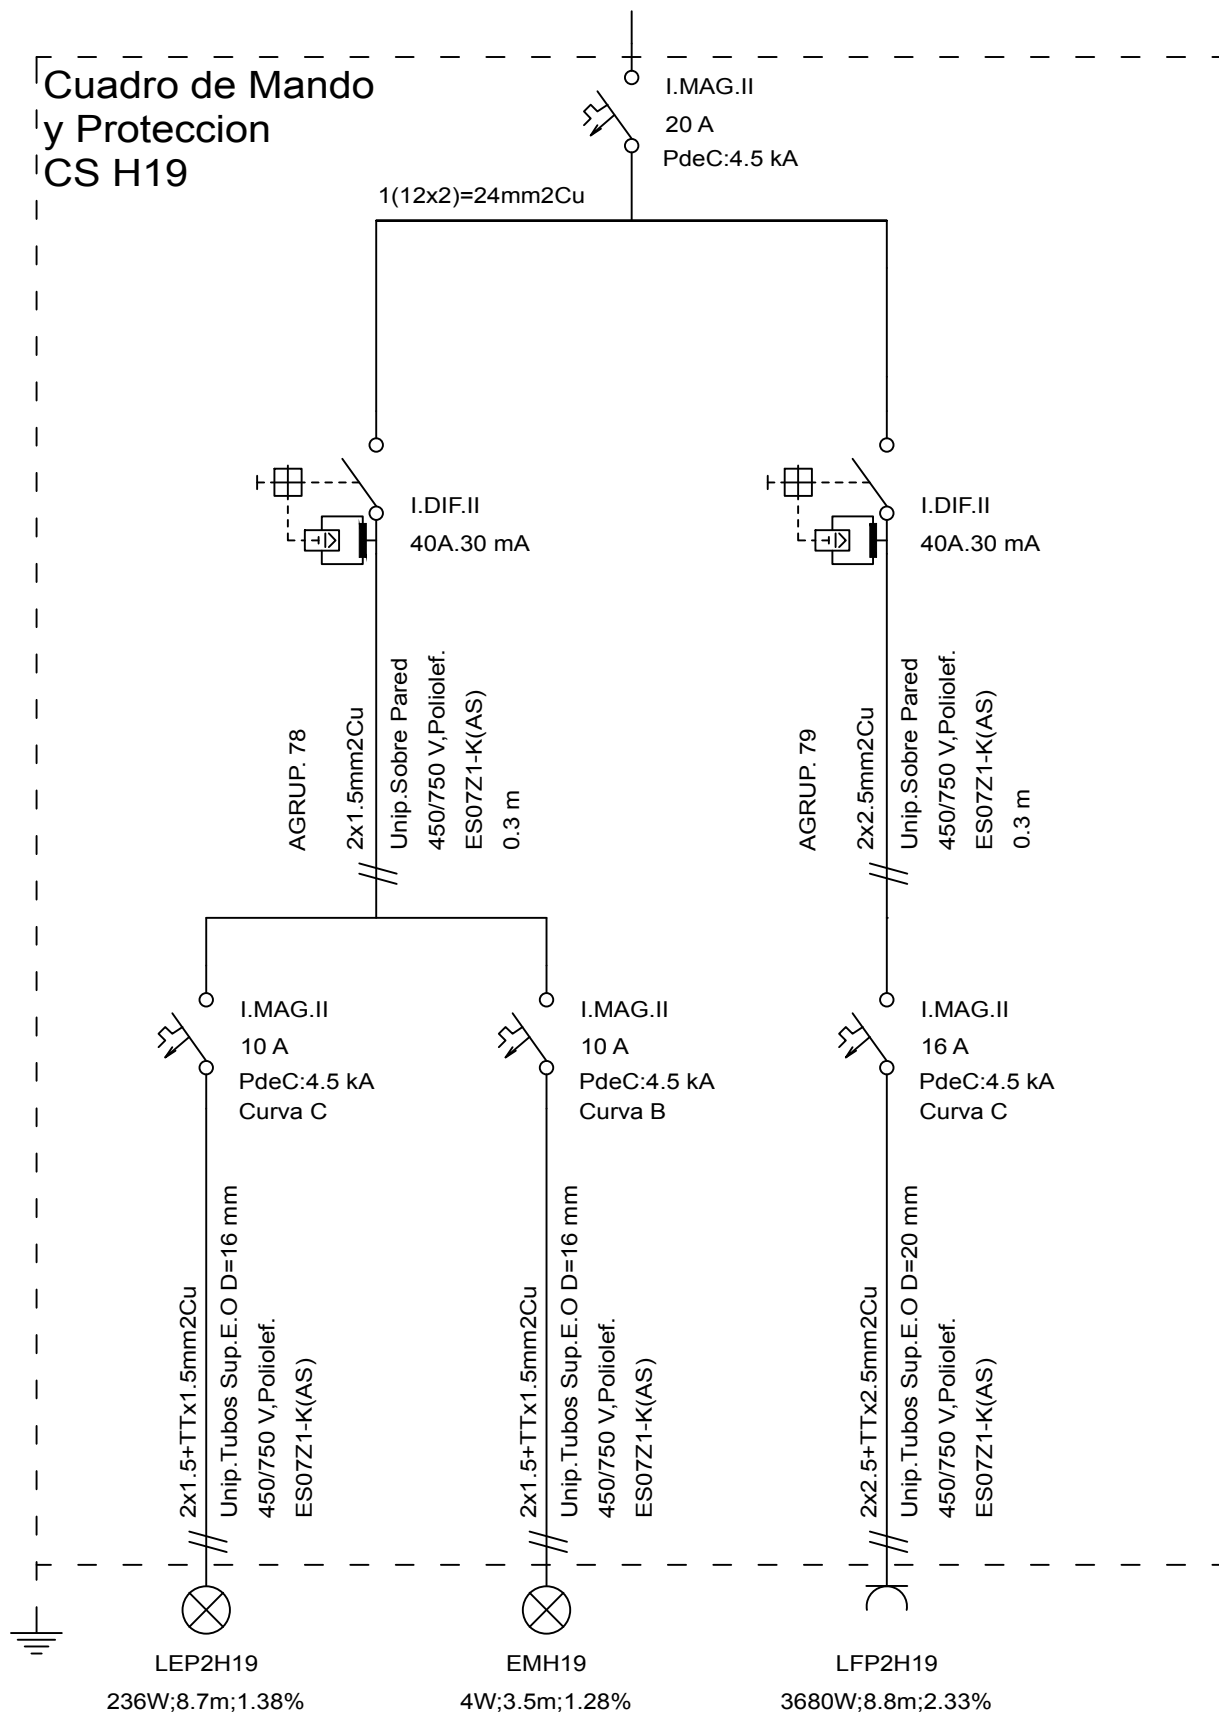 Cuadro de Mando
y Proteccion
CS H19
I.MAG.II
20 A
PdeC:4.5 kA
1(12x2)=24mm2Cu
I.DIF.II
40A.30 mA
I.DIF.II
40A.30 mA
AGRUP. 78
2x1.5mm2Cu
Unip.Sobre Pared
450/750 V,Poliolef.
ES07Z1-K(AS)
0.3 m
AGRUP. 79
2x2.5mm2Cu
Unip.Sobre Pared
450/750 V,Poliolef.
ES07Z1-K(AS)
0.3 m
I.MAG.II
10 A
PdeC:4.5 kA
Curva C
I.MAG.II
10 A
PdeC:4.5 kA
Curva B
I.MAG.II
16 A
PdeC:4.5 kA
Curva C
2x1.5+TTx1.5mm2Cu
Unip.Tubos Sup.E.O D=16 mm
450/750 V,Poliolef.
ES07Z1-K(AS)
2x1.5+TTx1.5mm2Cu
Unip.Tubos Sup.E.O D=16 mm
450/750 V,Poliolef.
ES07Z1-K(AS)
2x2.5+TTx2.5mm2Cu
Unip.Tubos Sup.E.O D=20 mm
450/750 V,Poliolef.
ES07Z1-K(AS)
LEP2H19
236W;8.7m;1.38%
EMH19
4W;3.5m;1.28%
LFP2H19
3680W;8.8m;2.33%